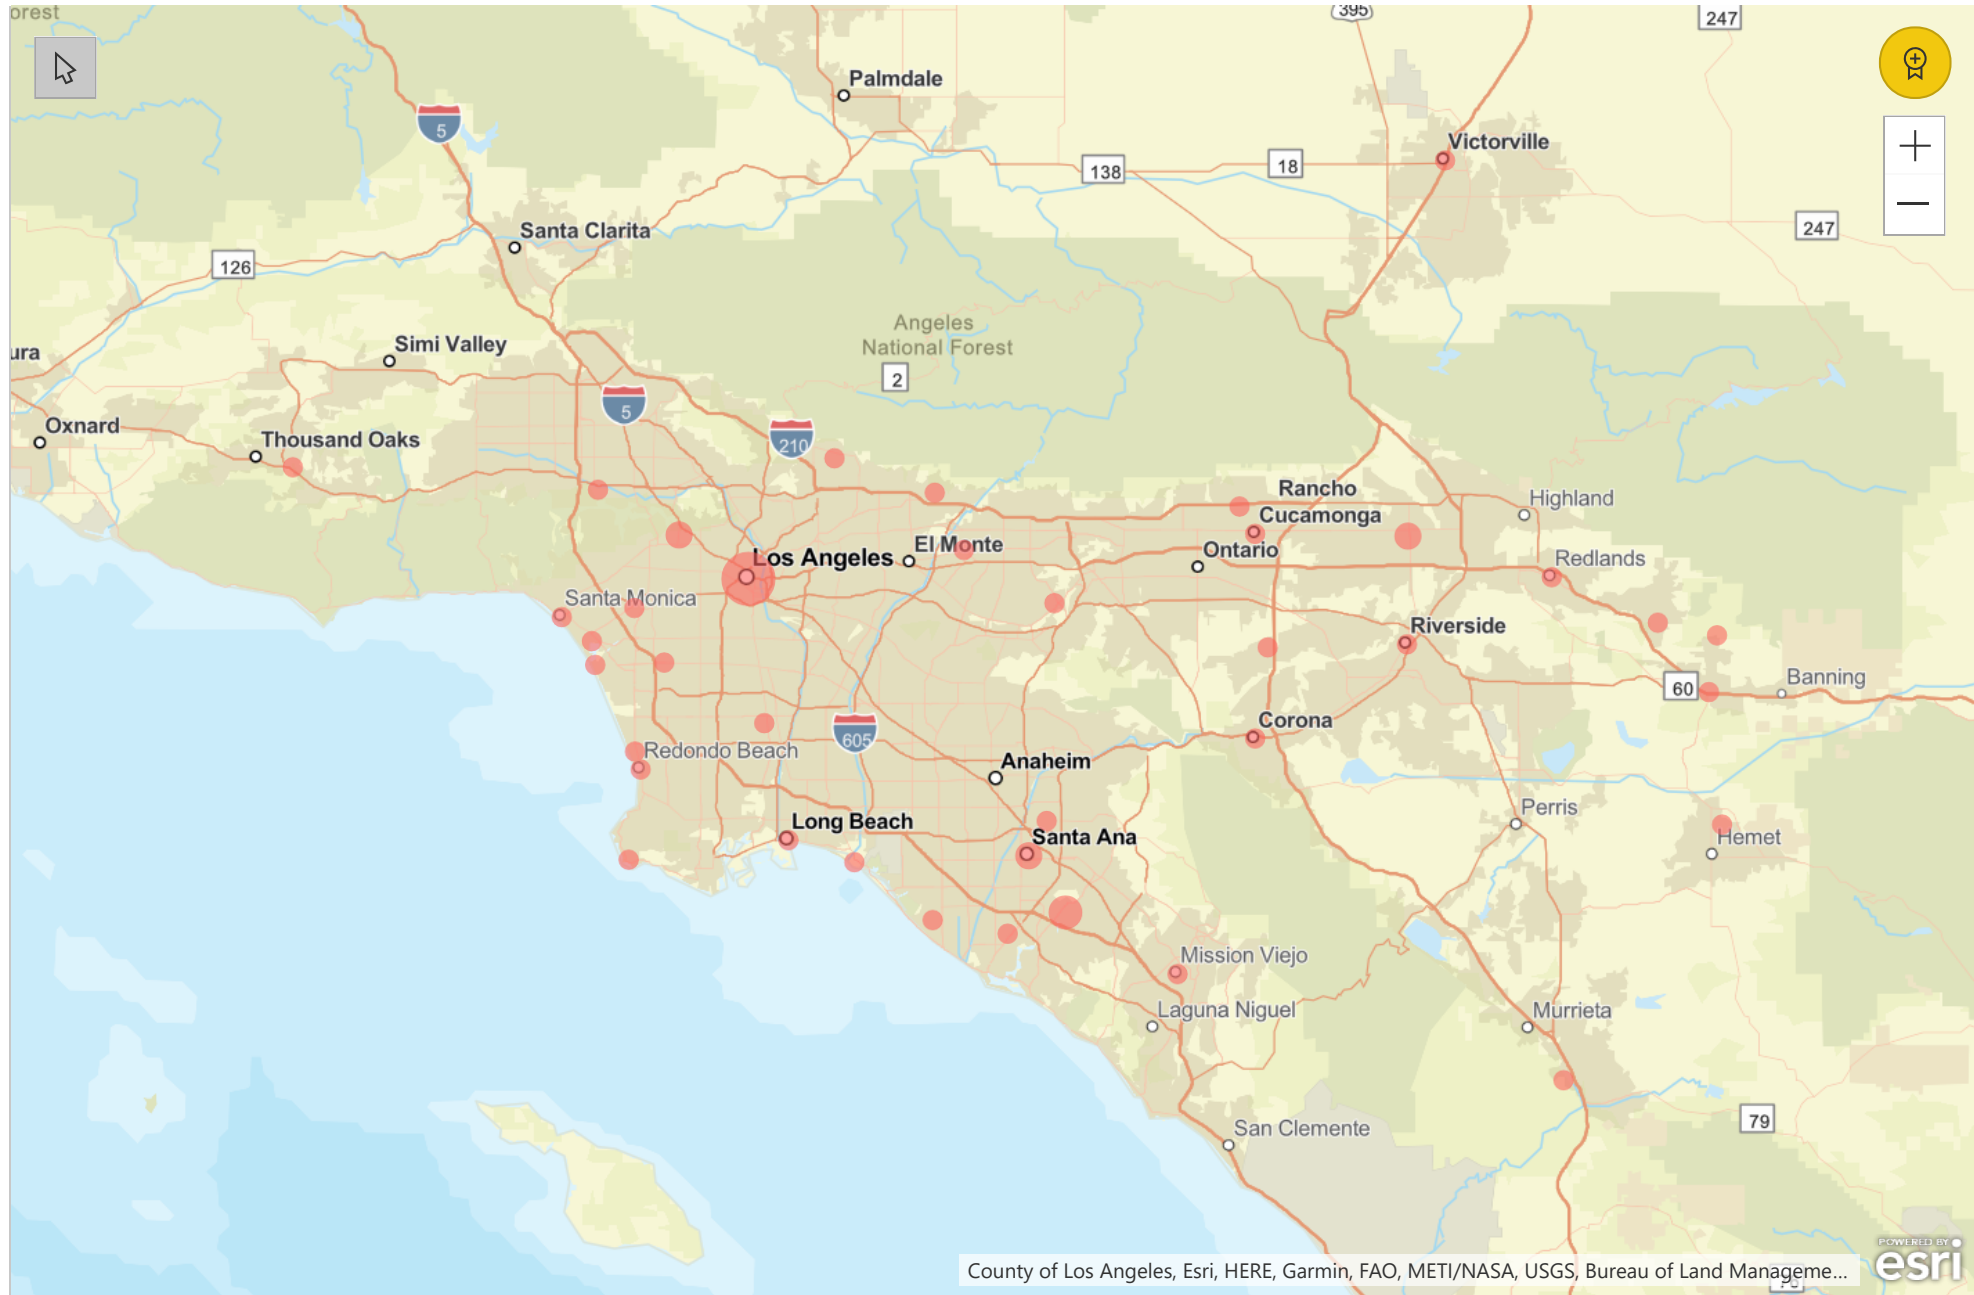 orest
395
247
Palmdale
5
Victorville
138
18
247
Santa Clarita
126
Angeles
National Forest
2
Simi Valley
ura
5
Oxnard
Thousand Oaks
210
Rancho
Cucamonga
Highland
El Monte
Ontario
Los Angeles
Redlands
Santa Monica
Riverside
60
Banning
Corona
605
Redondo Beach
Anaheim
Perris
Long Beach
Santa Ana
Hemet
Mission Viejo
Laguna Niguel
Murrieta
San Clemente
79
POWERED BY
esri
County of Los Angeles, Esri, HERE, Garmin, FAO, METI/NASA, USGS, Bureau of Land Manageme...